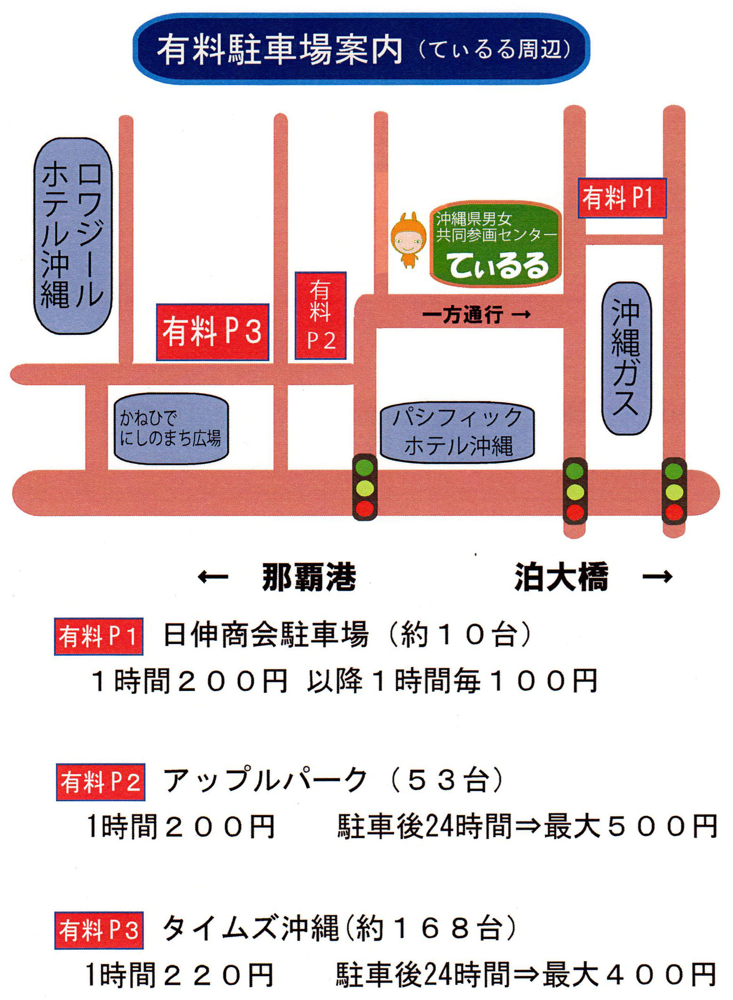 有料駐車場案内（てぃるる周辺）
ロワジール
ホテル沖縄
有料 P1
沖縄県男女
共同参画センター
てぃるる
有料
P２
有料Ｐ３
一方通行 →
沖縄ガス
かねひで
にしのまち広場
パシフィック
ホテル沖縄
← 那覇港
泊大橋 →
有料Ｐ１ 日伸商会駐車場（約１０台）
１時間２００円 以降１時間毎１００円
有料Ｐ２ アップルパーク（５３台）
1時間２００円 駐車後24時間⇒最大５００円
有料Ｐ３ タイムズ沖縄(約１６８台）
1時間２２０円 駐車後24時間⇒最大４００円